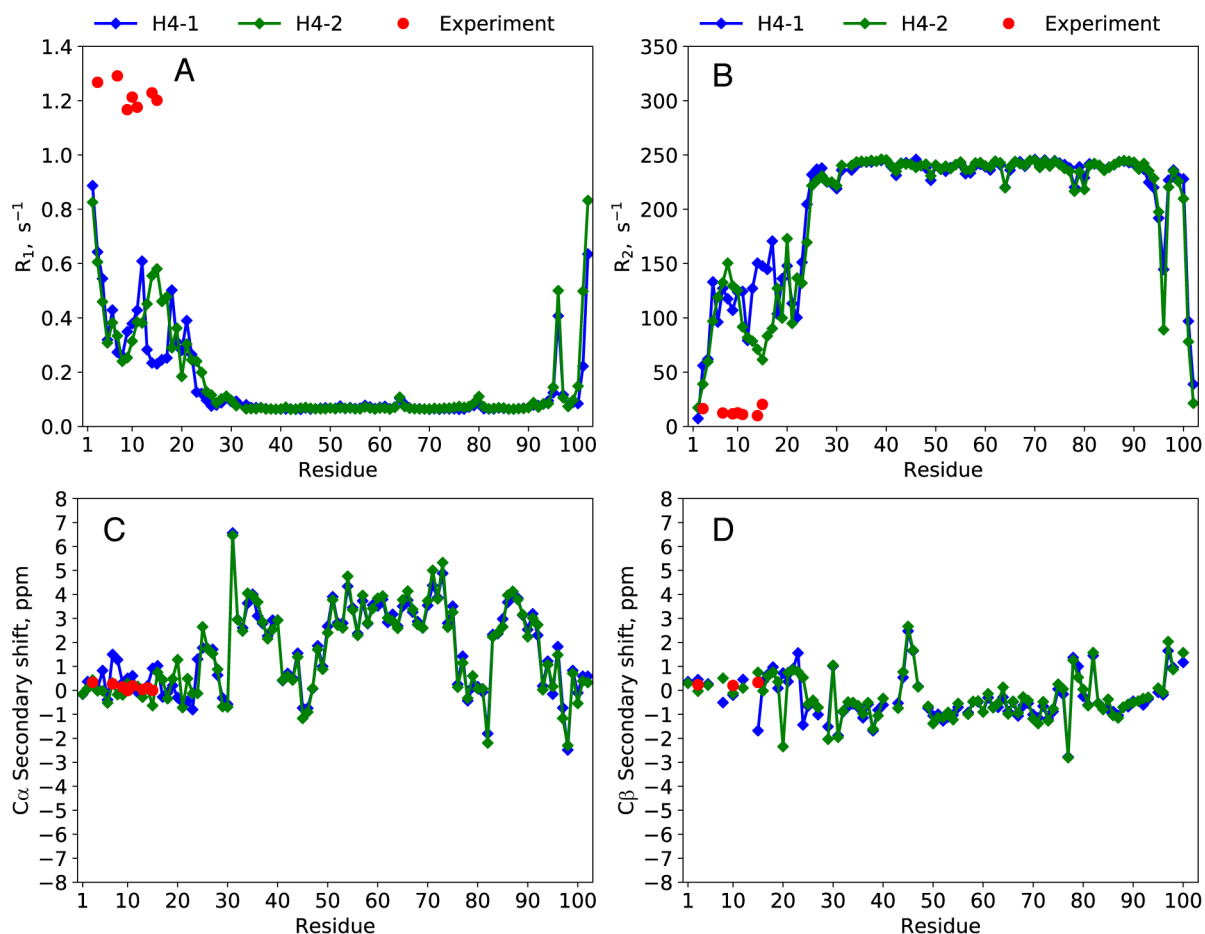 H4-1 H4-2 Experiment
H4-1 H4-2 Experiment
A
R₁, s⁻¹
1.4
1.2
1.0
0.8
0.6
0.4
0.2
0.0
1 10 20 30 40 50 60 70 80 90 100
Residue
B
R₂, s⁻¹
350
300
250
200
150
100
50
0
1 10 20 30 40 50 60 70 80 90 100
Residue
C
Cα Secondary shift, ppm
8
7
6
5
4
3
2
1
0
−1
−2
−3
−4
−5
−6
−7
−8
1 10 20 30 40 50 60 70 80 90 100
Residue
D
Cβ Secondary shift, ppm
8
7
6
5
4
3
2
1
0
−1
−2
−3
−4
−5
−6
−7
−8
1 10 20 30 40 50 60 70 80 90 100
Residue